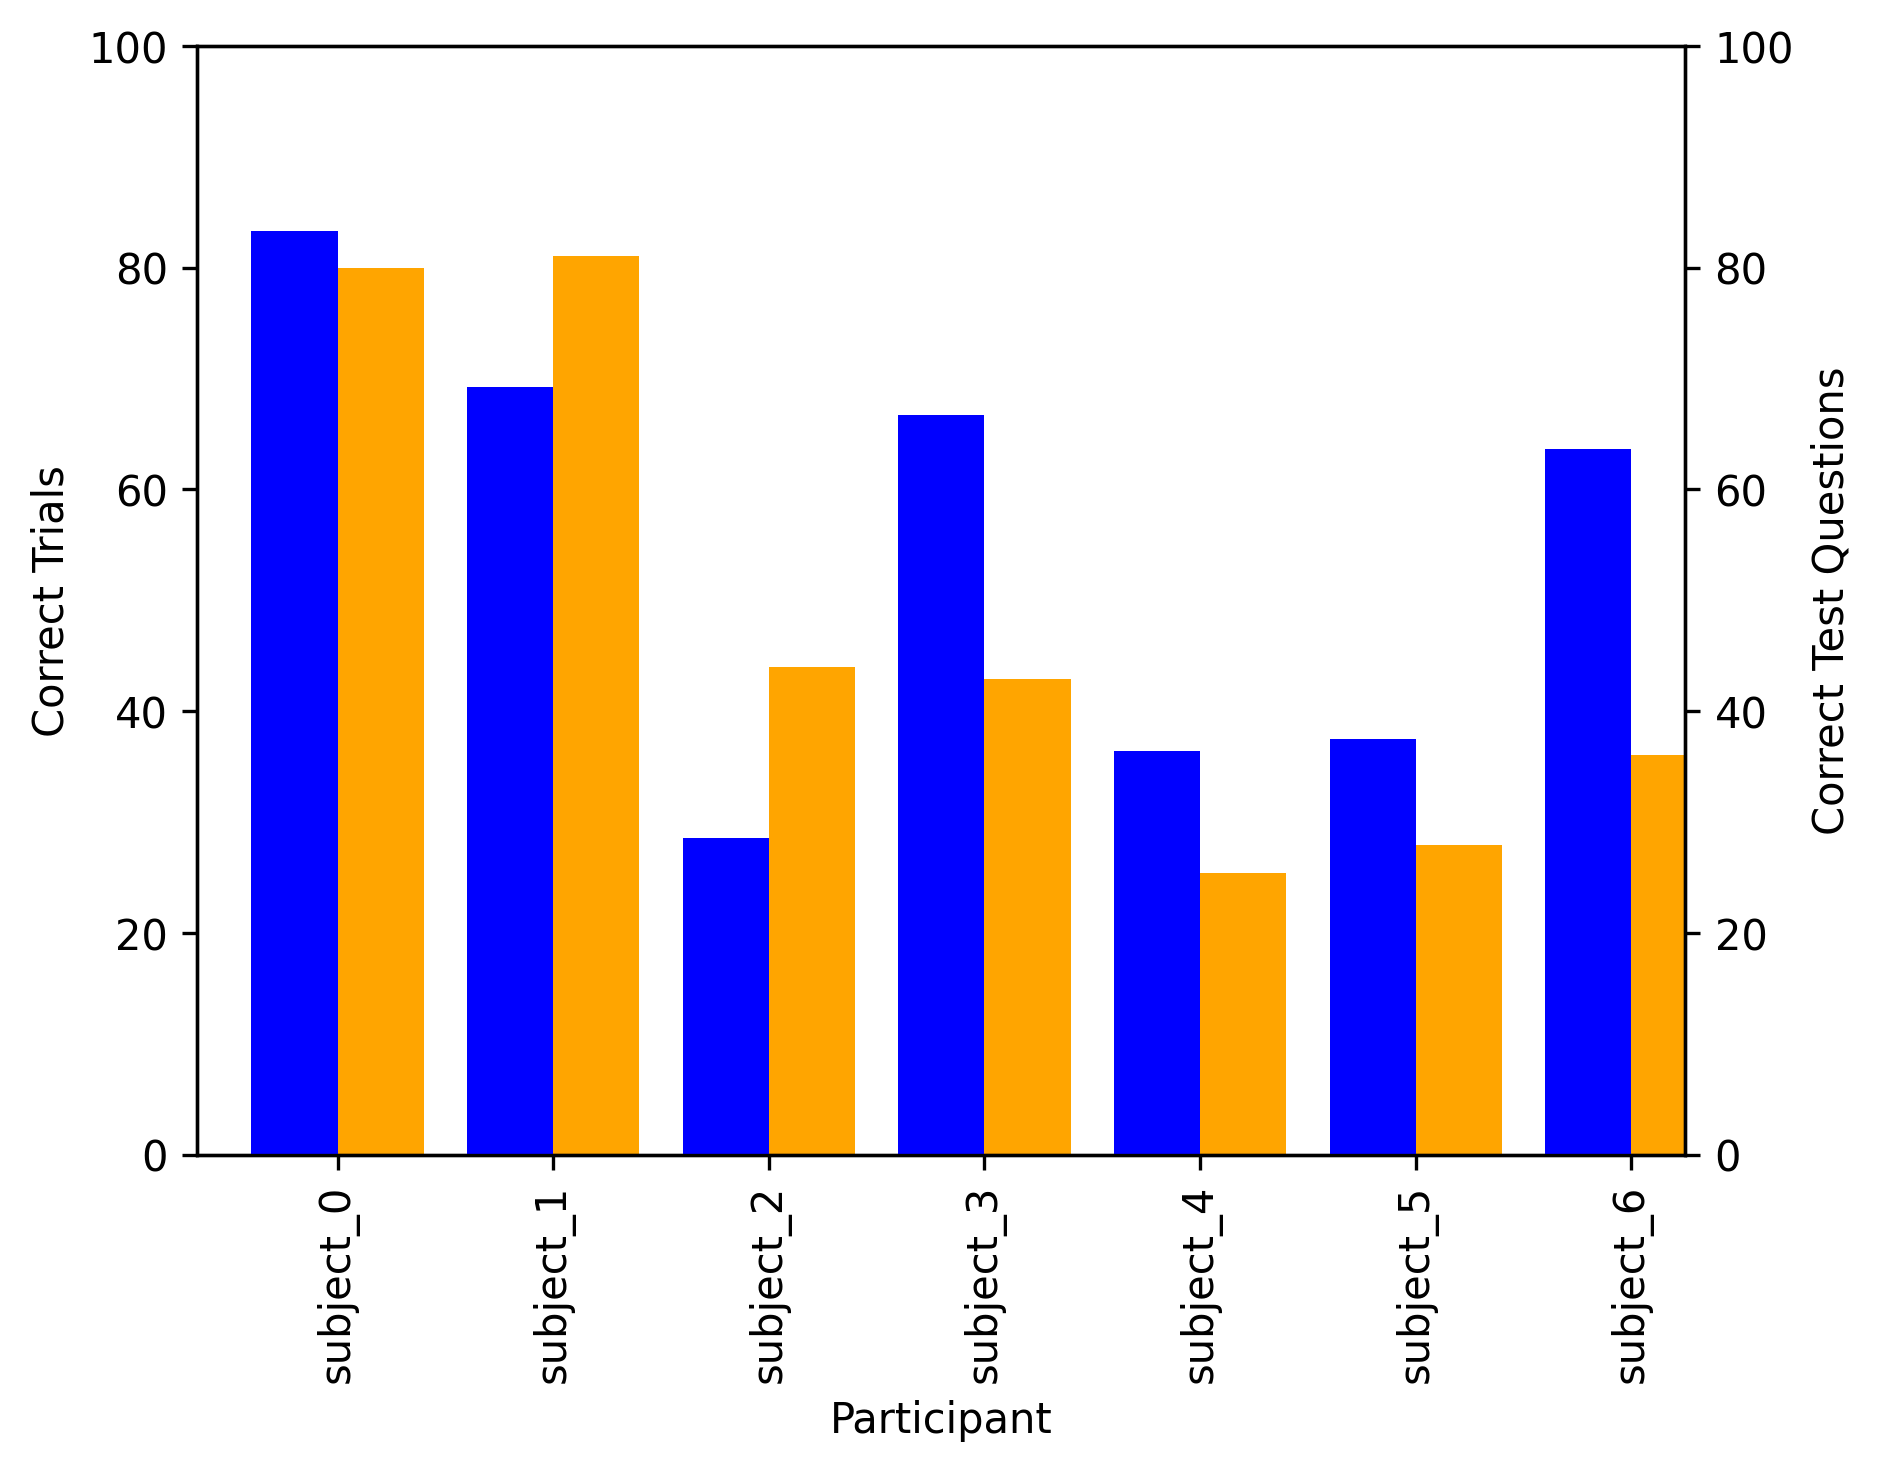 100
80
60
40
20
0
Correct Trials
100
80
60
40
20
0
Correct Test Questions
subject_0
subject_1
subject_2
subject_3
subject_4
subject_5
subject_6
Participant